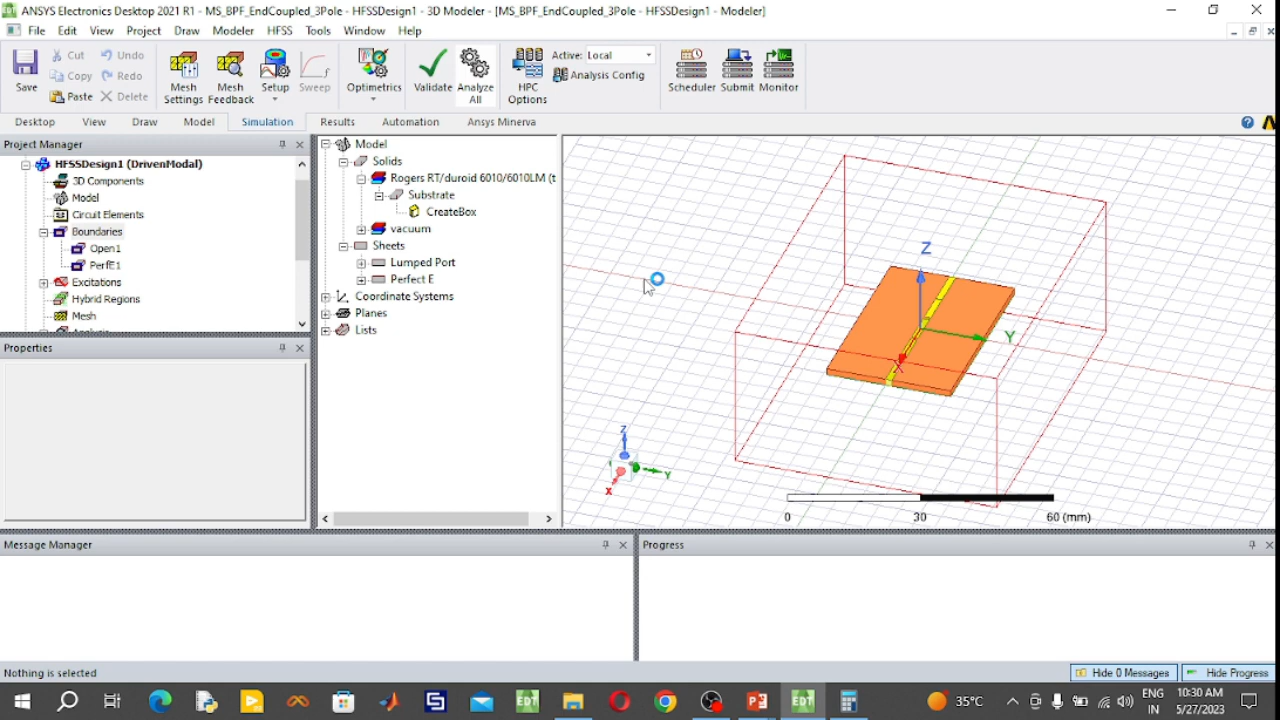 ANSYS Electronics Desktop 2021 R1 - MS_BPF_EndCoupled_3Pole - HFSSDesign1 - 3D Modeler - [MS_BPF_EndCoupled_3Pole - HFSSDesign1 - Modeler]
File Edit View Project Draw Modeler HFSS Tools Window Help
Save
Cut
Copy
Paste
Undo
Redo
Delete
Mesh Settings
Mesh Feedback
Setup
Sweep
Optimetrics
Validate
Analyze All
HPC Options
Active: Local
Analysis Config
Scheduler
Submit
Monitor
Desktop View Draw Model Simulation Results Automation Ansys Minerva
Project Manager
HFSSDesign1 (DrivenModal)
3D Components
Model
Circuit Elements
Boundaries
Open1
PerfE1
Excitations
Hybrid Regions
Mesh
Properties
Model
Solids
Rogers RT/duroid 6010/6010LM (t
Substrate
CreateBox
vacuum
Sheets
Lumped Port
Perfect E
Coordinate Systems
Planes
Lists
Z
Y
X
Z
Y
X
0 30 60 (mm)
Message Manager
Progress
Nothing is selected
Hide 0 Messages
Hide Progress
35°C
ENG
IN
10:30 AM
5/27/2023